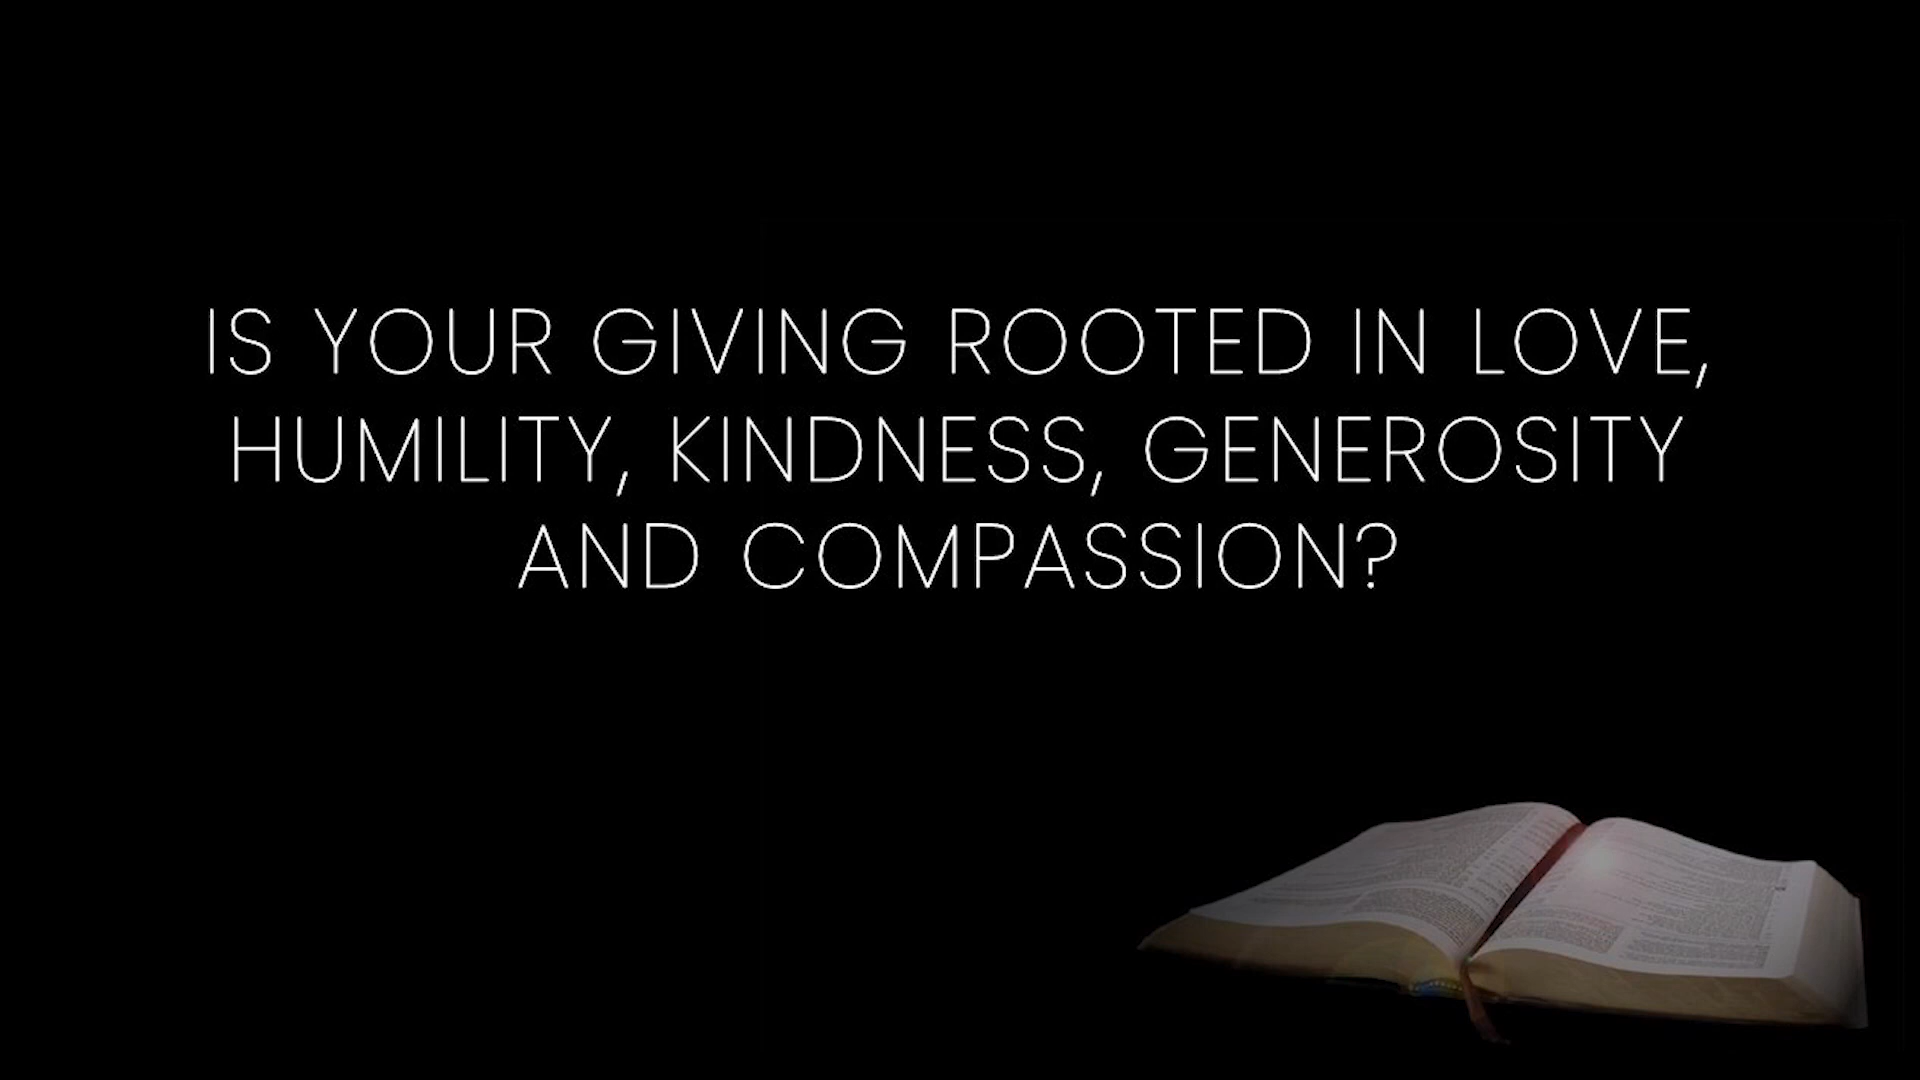 IS YOUR GIVING ROOTED IN LOVE,
HUMILITY, KINDNESS, GENEROSITY
AND COMPASSION?